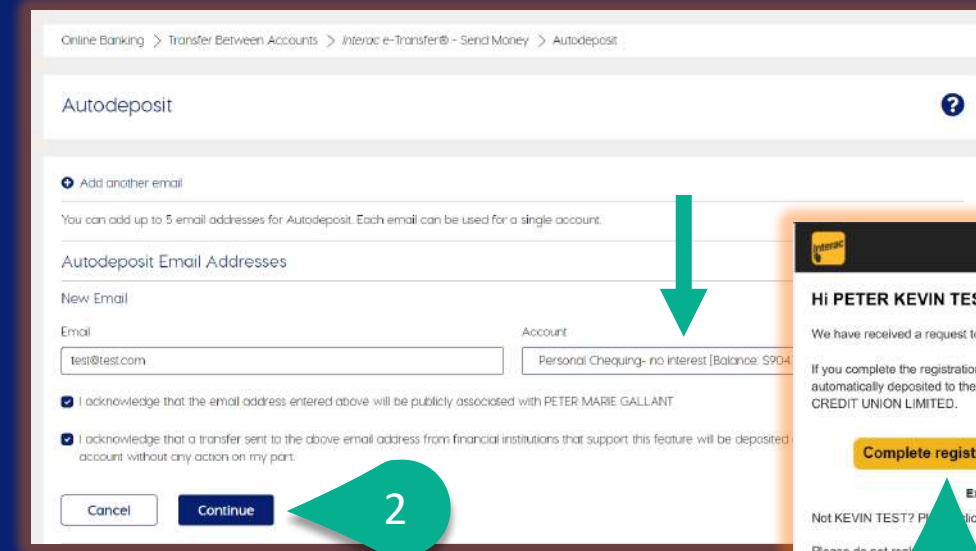 Online Banking > Transfer Between Accounts > Interac e-Transfer® - Send Money > Autodeposit
Autodeposit
?
Add another email
You can add up to 5 email addresses for Autodeposit. Each email can be used for a single account.
Autodeposit Email Addresses
New Email
Email
Account
test@test.com
Personal Chequing- no interest [Balance: $904
I acknowledge that the email address entered above will be publicly associated with PETER MARIE GALLANT
I acknowledge that a transfer sent to the above email address from financial institutions that support this feature will be deposited
account without any action on my part.
Cancel
Continue
2
Interac
Hi PETER KEVIN TES
We have received a request to
If you complete the registration
automatically deposited to the
CREDIT UNION LIMITED.
Complete regist
Not KEVIN TEST?
Please do not